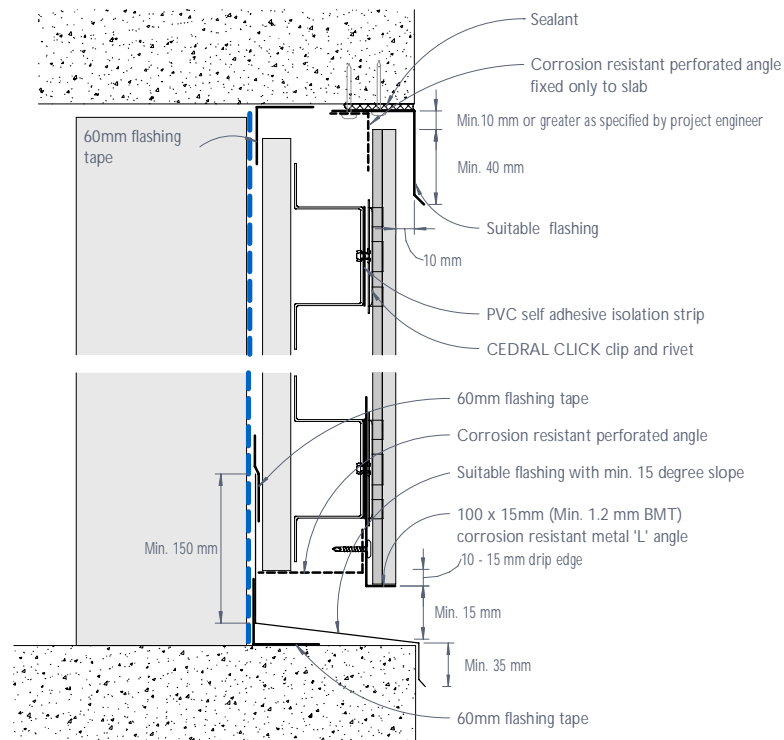 Sealant
Corrosion resistant perforated angle
fixed only to slab
Min.10 mm or greater as specified by project engineer
60mm flashing
tape
Min. 40 mm
Suitable flashing
10 mm
PVC self adhesive isolation strip
CEDRAL CLICK clip and rivet
60mm flashing tape
Corrosion resistant perforated angle
Suitable flashing with min. 15 degree slope
100 x 15mm (Min. 1.2 mm BMT)
corrosion resistant metal 'L' angle
Min. 150 mm
10 - 15 mm drip edge
Min. 15 mm
Min. 35 mm
60mm flashing tape